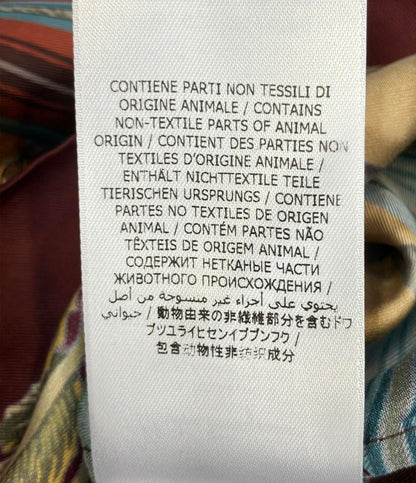 CONTIENE PARTI NON TESSILI DI
ORIGINE ANIMALE / CONTAINS
NON-TEXTILE PARTS OF ANIMAL
ORIGIN / CONTIENT DES PARTIES NON
TEXTILES D'ORIGINE ANIMALE /
ENTHÄLT NICHTTEXTILE TEILE
TIERISCHEN URSPRUNGS / CONTIENE
PARTES NO TEXTILES DE ORIGEN
ANIMAL / CONTÉM PARTES NÃO
TÊXTEIS DE ORIGEM ANIMAL /
СОДЕРЖИТ НЕТКАНЫЕ ЧАСТИ
ЖИВОТНОГО ПРОИСХОЖДЕНИЯ /
يحتوي على أجزاء غير منسوجة من أصل
حيواني / 動物由来の非繊維部分を含むドウ
ブツユライヒセンイブブンフク /
包含动物性非纺织成分